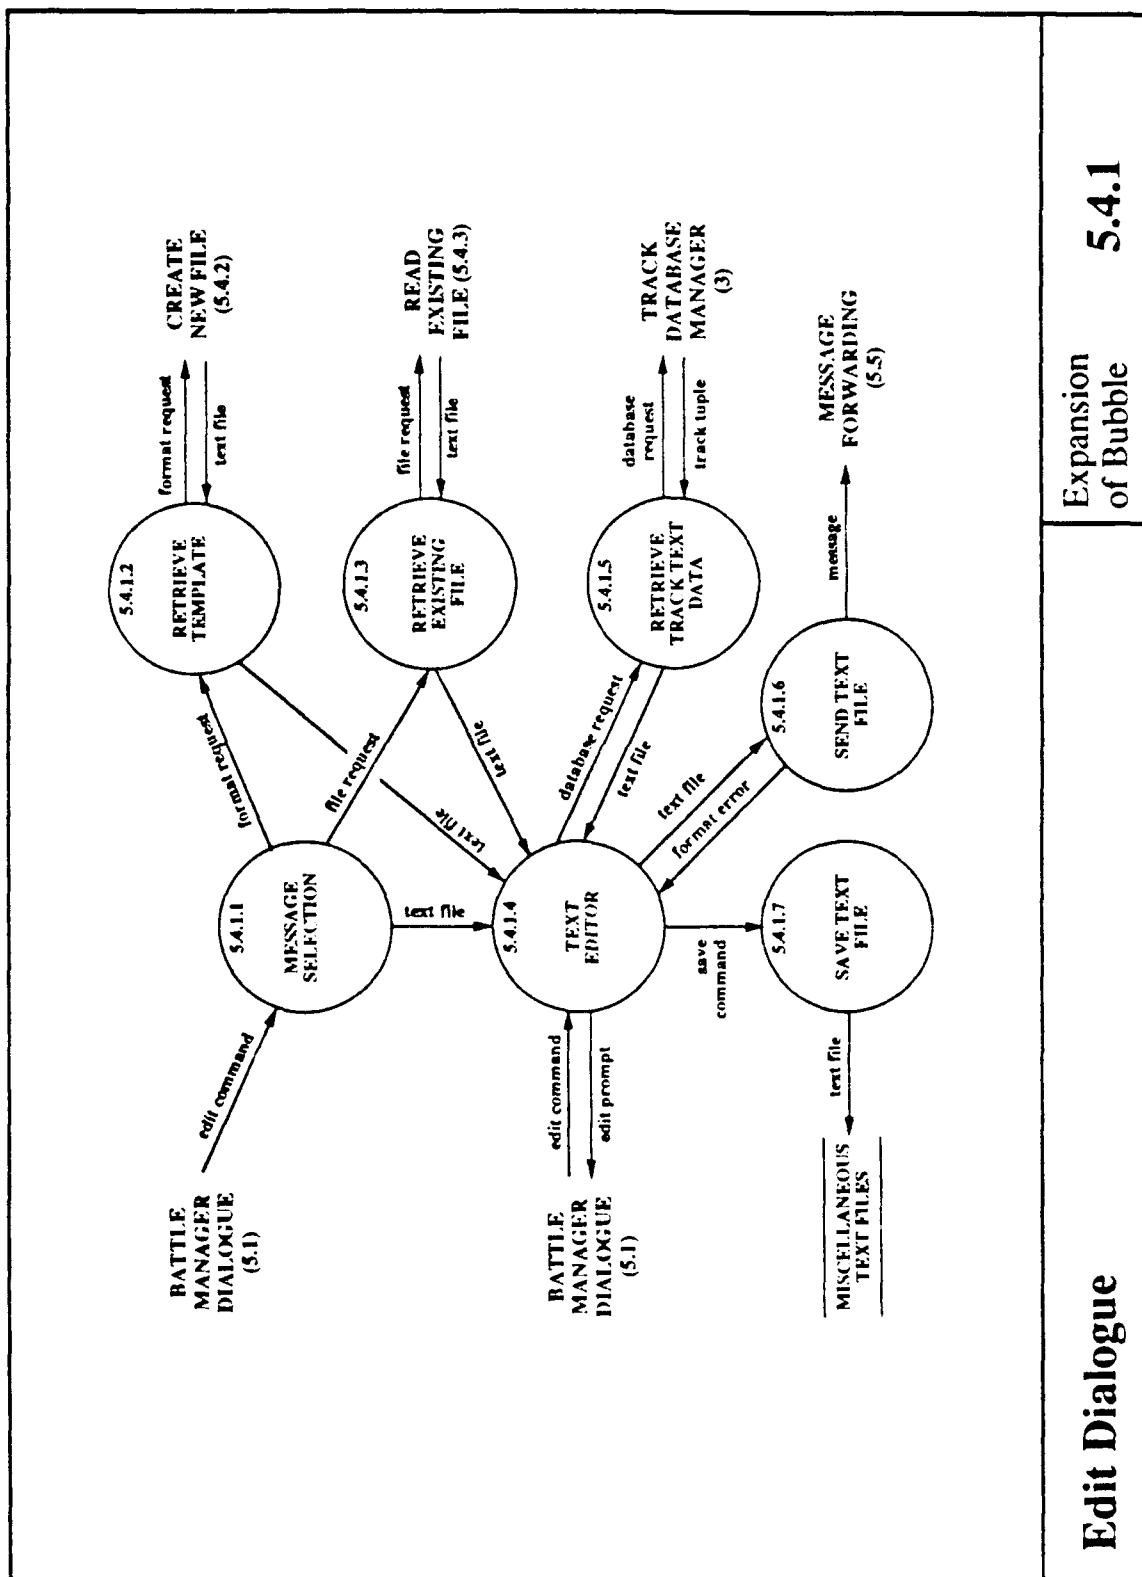 CREATE
NEW FILE
(5.4.2)
format request
text file
5.4.1.2
RETRIEVE
TEMPLATE
format request
text file
BATTLE
MANAGER
DIALOGUE
(5.1)
edit command
5.4.1.1
MESSAGE
SELECTION
file request
text file
READ
EXISTING
FILE (5.4.3)
file request
text file
5.4.1.3
RETRIEVE
EXISTING
FILE
text file
BATTLE
MANAGER
DIALOGUE
(5.1)
edit command
edit prompt
5.4.1.4
TEXT
EDITOR
database request
text file
5.4.1.5
RETRIEVE
TRACK TEXT
DATA
database
request
track tuple
TRACK
DATABASE
MANAGER
(3)
text file
format error
save
command
5.4.1.6
SEND TEXT
FILE
message
MESSAGE
FORWARDING
(5.5)
5.4.1.7
SAVE TEXT
FILE
text file
MISCELLANEOUS
TEXT FILES
Edit Dialogue
Expansion
of Bubble
5.4.1